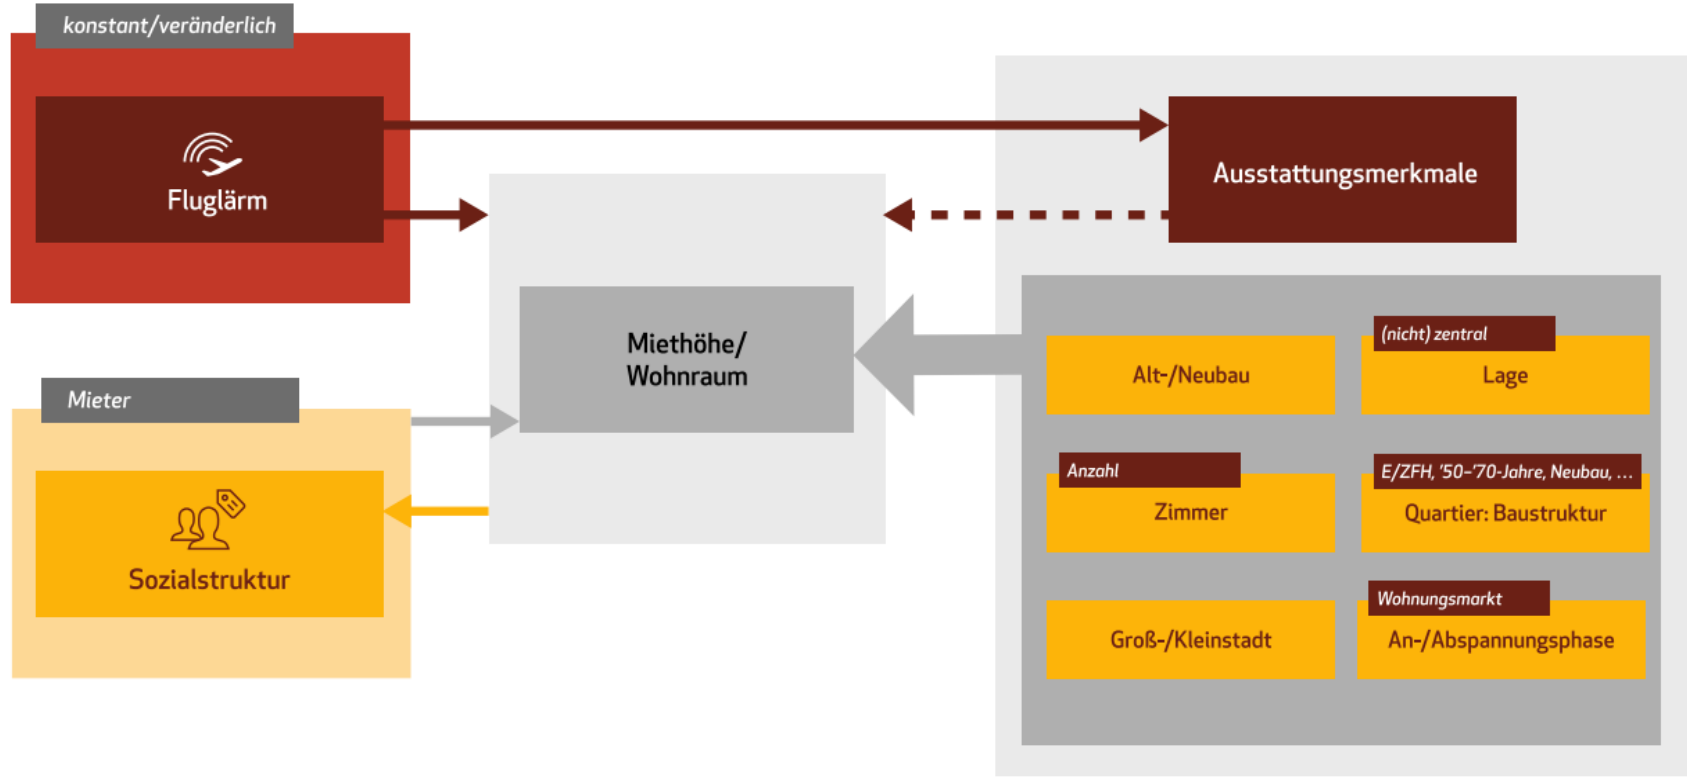 konstant/veränderlich
Fluglärm
Ausstattungsmerkmale
Miethöhe/
Wohnraum
Mieter
Sozialstruktur
Alt-/Neubau
(nicht) zentral
Lage
Anzahl
Zimmer
E/ZFH, '50–'70-Jahre, Neubau, ...
Quartier: Baustruktur
Groß-/Kleinstadt
Wohnungsmarkt
An-/Abspannungsphase